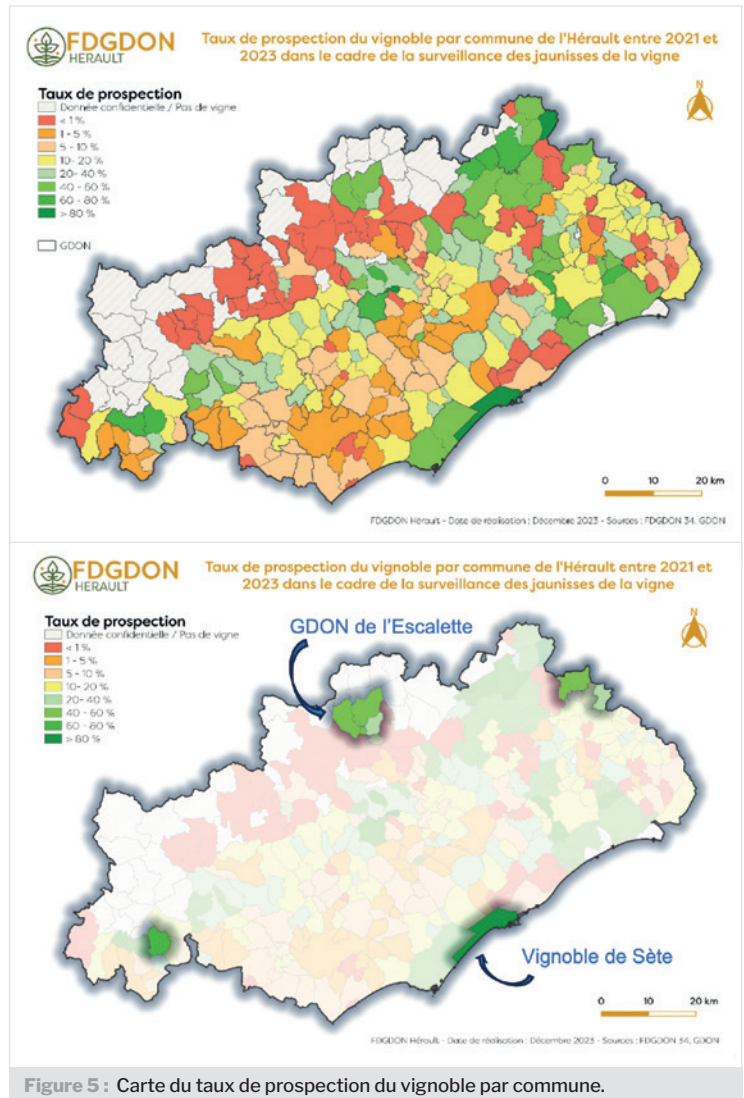 FDGDON
HERAULT
Taux de prospection du vignoble par commune de l'Hérault entre 2021 et
2023 dans le cadre de la surveillance des jaunisses de la vigne
Taux de prospection
Donnée confidentielle / Pas de vigne
< 1 %
1 - 5 %
5 - 10 %
10- 20 %
20- 40 %
40 - 60 %
60 - 80 %
> 80 %
GDON
N
0 10 20 km
FDGDON Hérault - Date de réalisation : Décembre 2023 - Sources : FDGDON 34, GDON
FDGDON
HERAULT
Taux de prospection du vignoble par commune de l'Hérault entre 2021 et
2023 dans le cadre de la surveillance des jaunisses de la vigne
Taux de prospection
Donnée confidentielle / Pas de vigne
< 1 %
1 - 5 %
5 - 10 %
10- 20 %
20- 40 %
40 - 60 %
60 - 80 %
> 80 %
N
GDON de l'Escalette
Vignoble de Sète
0 10 20 km
FDGDON Hérault - Date de réalisation : Décembre 2023 - Sources : FDGDON 34, GDON
Figure 5 : Carte du taux de prospection du vignoble par commune.